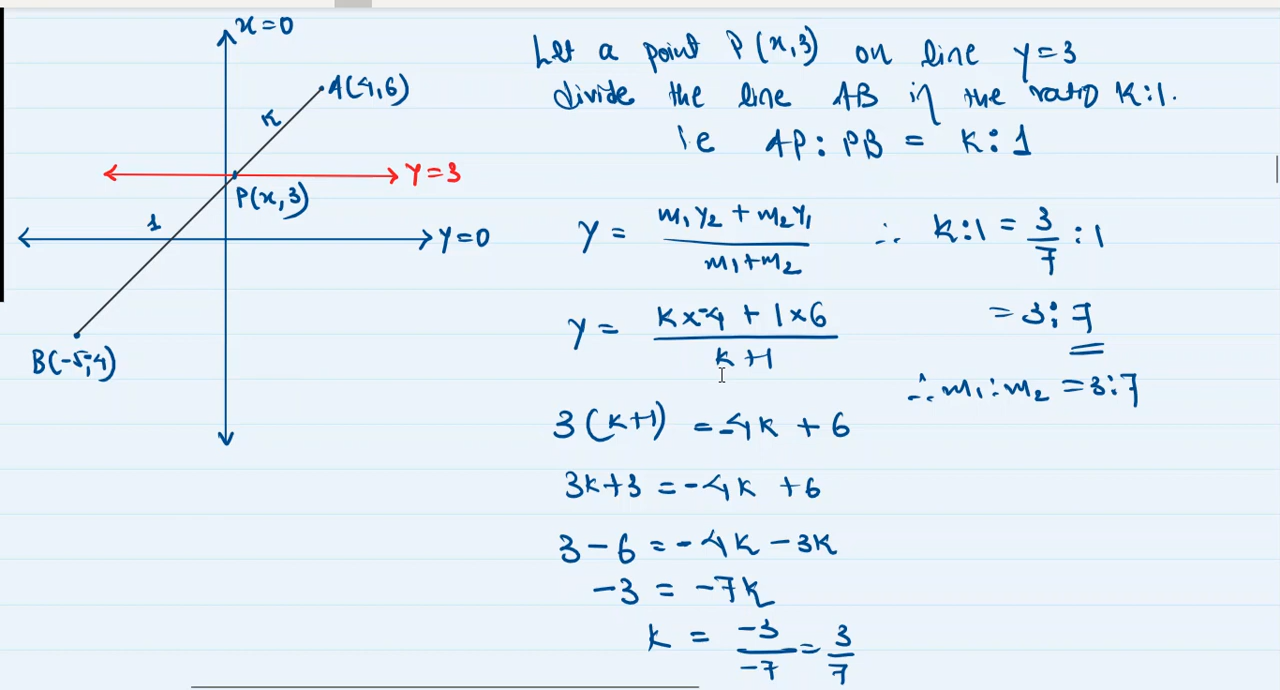 x=0
A(4,6)
K
Y=3
P(x,3)
1
Y=0
B(-5,-4)
Let a point P(x,3) on line y=3
divide the line AB in the ratio K:1.
i.e AP:PB = K:1
y = m₁y₂ + m₂y₁ / m₁+m₂
y = K×-4 + 1×6 / K+1
3(K+1) = -4K + 6
3K+3 = -4K + 6
3-6 = -4K -3K
-3 = -7K
K = -3/-7 = 3/7
∴ K:1 = 3/7 : 1
= 3:7
∴ m₁:m₂ = 3:7